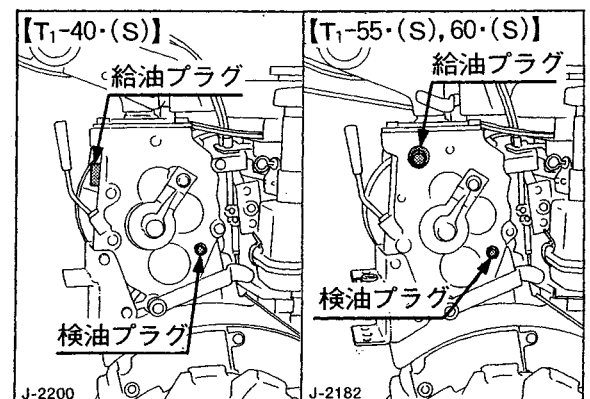 【T₁-40·(S)】
給油プラグ
検油プラグ
J-2200
【T₁-55·(S), 60·(S)】
給油プラグ
検油プラグ
J-2182